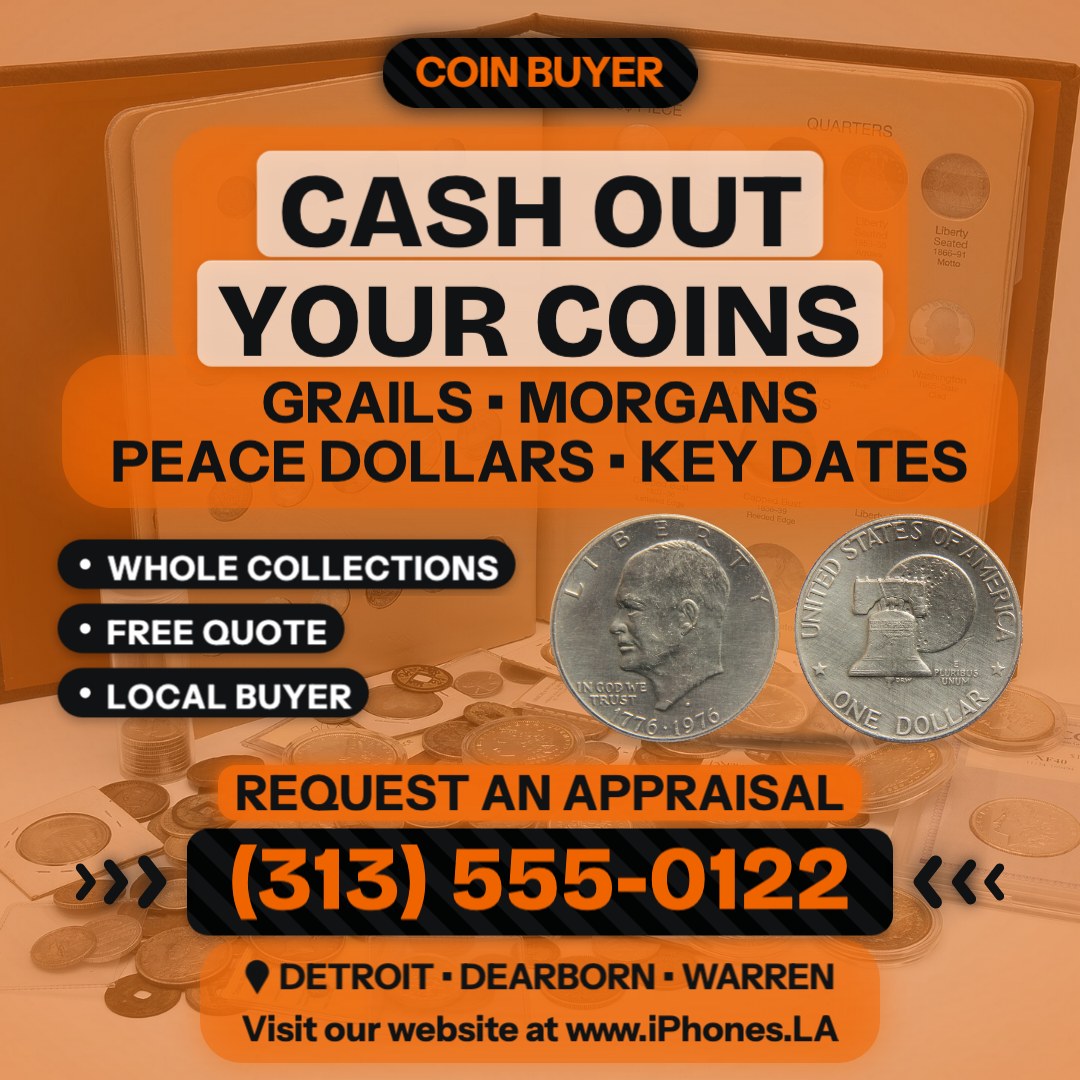 COIN BUYER
QUARTERS
Liberty
Seated
1866–91
Motto
CASH OUT
YOUR COINS
GRAILS ▪ MORGANS
PEACE DOLLARS ▪ KEY DATES
• WHOLE COLLECTIONS
• FREE QUOTE
• LOCAL BUYER
LIBERTY
IN GOD WE
TRUST
1776·1976
UNITED STATES OF AMERICA
E
PLURIBUS
UNUM
ONE DOLLAR
REQUEST AN APPRAISAL
(313) 555-0122
DETROIT ▪ DEARBORN ▪ WARREN
Visit our website at www.iPhones.LA